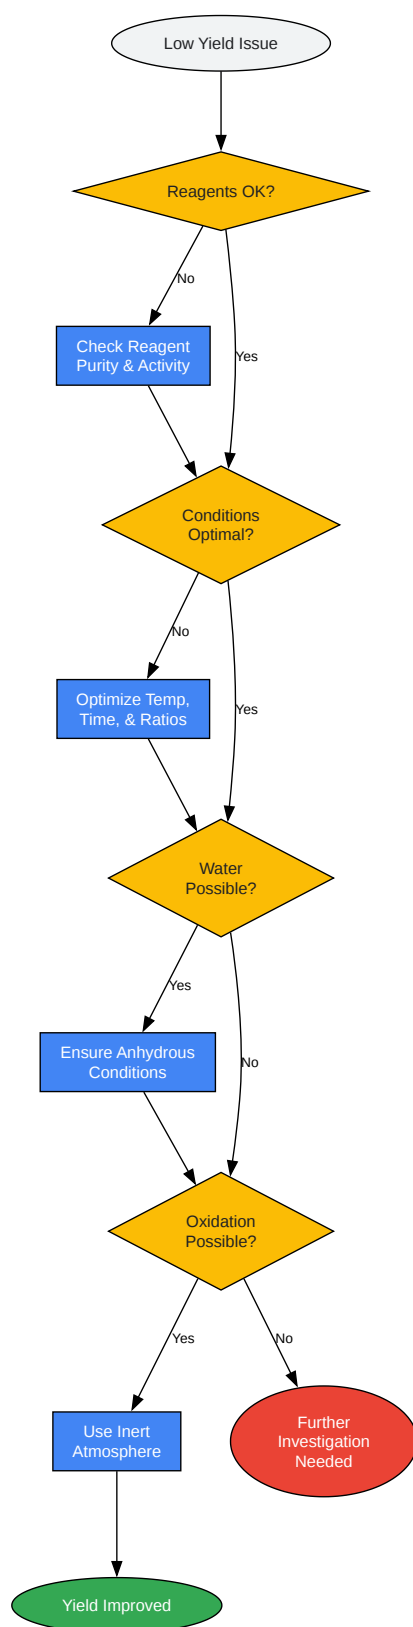 Low Yield Issue
Reagents OK?
No
Check Reagent
Purity & Activity
Yes
Conditions
Optimal?
No
Optimize Temp,
Time, & Ratios
Yes
Water
Possible?
Yes
Ensure Anhydrous
Conditions
No
Oxidation
Possible?
Yes
No
Use Inert
Atmosphere
Further
Investigation
Needed
Yield Improved